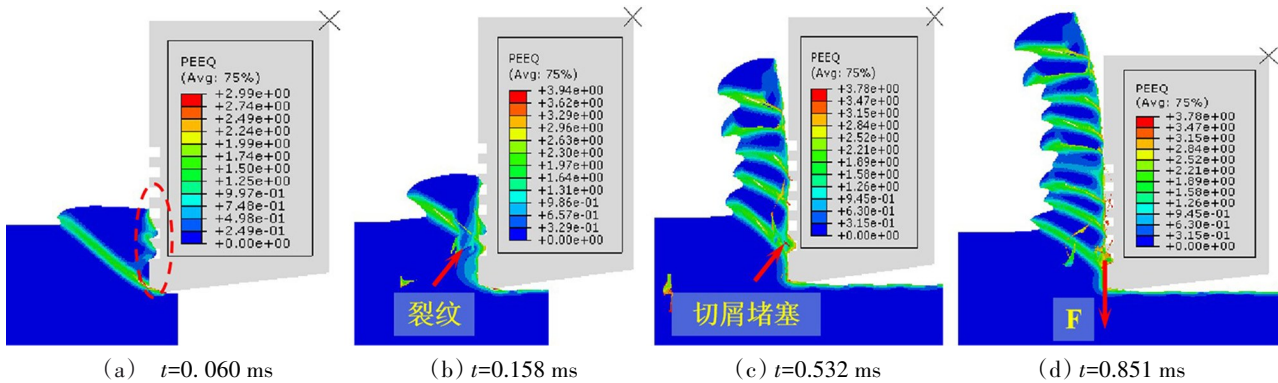 PEEQ
(Avg: 75%)
+2.99e+00
+2.74e+00
+2.49e+00
+2.24e+00
+1.99e+00
+1.74e+00
+1.50e+00
+1.25e+00
+9.97e-01
+7.48e-01
+4.98e-01
+2.49e-01
+0.00e+00
(a) t=0.060 ms
PEEQ
(Avg: 75%)
+3.94e+00
+3.62e+00
+3.29e+00
+2.96e+00
+2.63e+00
+2.30e+00
+1.97e+00
+1.64e+00
+1.31e+00
+9.86e-01
+6.57e-01
+3.29e-01
+0.00e+00
裂纹
(b) t=0.158 ms
PEEQ
(Avg: 75%)
+3.78e+00
+3.47e+00
+3.15e+00
+2.84e+00
+2.52e+00
+2.21e+00
+1.89e+00
+1.58e+00
+1.26e+00
+9.45e-01
+6.30e-01
+3.15e-01
+0.00e+00
切屑堵塞
(c) t=0.532 ms
PEEQ
(Avg: 75%)
+3.78e+00
+3.47e+00
+3.15e+00
+2.84e+00
+2.52e+00
+2.21e+00
+1.89e+00
+1.58e+00
+1.26e+00
+9.45e-01
+6.30e-01
+3.15e-01
+0.00e+00
F
(d) t=0.851 ms